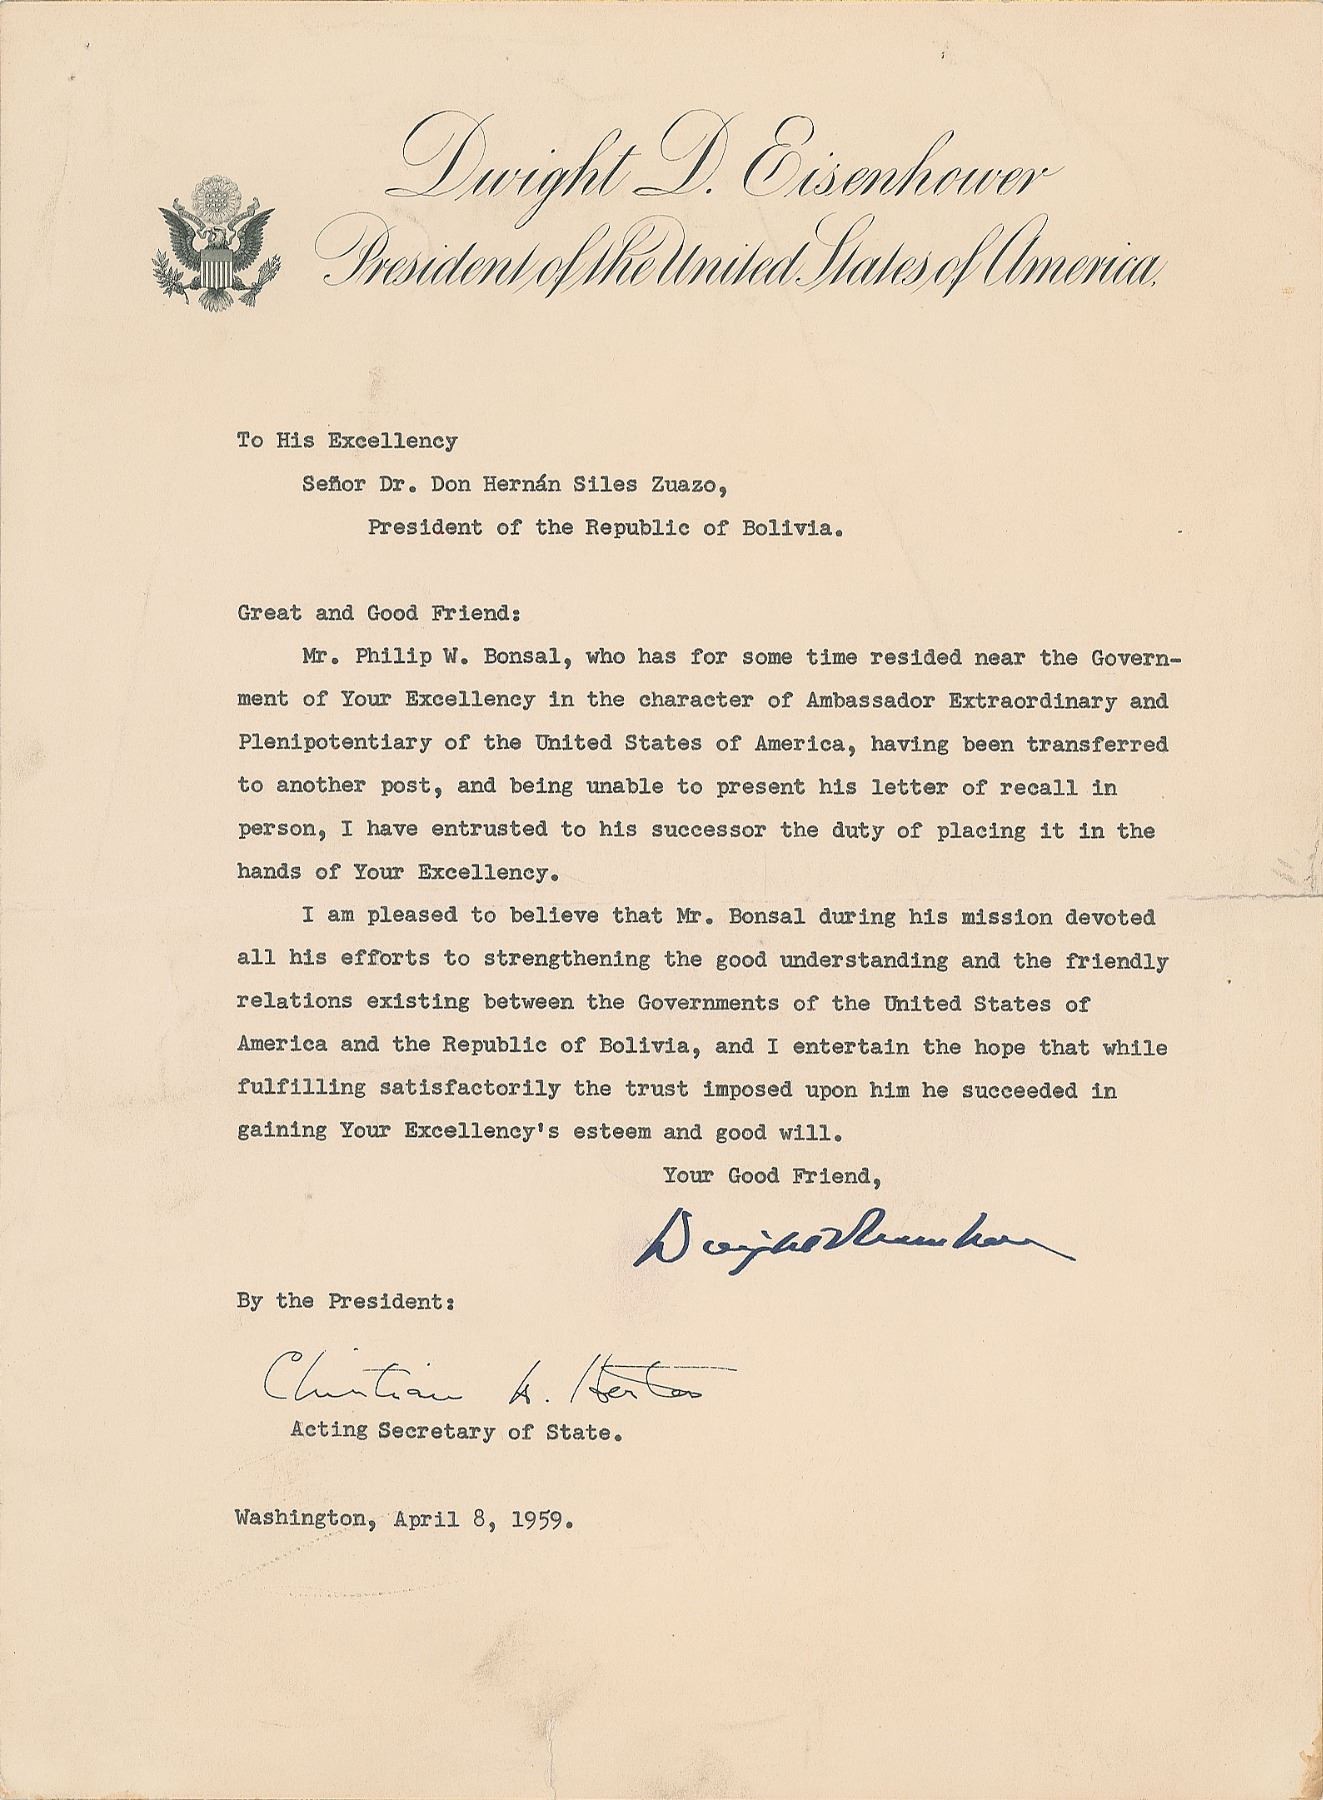 Dwight D. Eisenhower
President of the United States of America.
To His Excellency
Señor Dr. Don Hernán Siles Zuazo,
President of the Republic of Bolivia.
Great and Good Friend:
Mr. Philip W. Bonsal, who has for some time resided near the Govern-
ment of Your Excellency in the character of Ambassador Extraordinary and
Plenipotentiary of the United States of America, having been transferred
to another post, and being unable to present his letter of recall in
person, I have entrusted to his successor the duty of placing it in the
hands of Your Excellency.
I am pleased to believe that Mr. Bonsal during his mission devoted
all his efforts to strengthening the good understanding and the friendly
relations existing between the Governments of the United States of
America and the Republic of Bolivia, and I entertain the hope that while
fulfilling satisfactorily the trust imposed upon him he succeeded in
gaining Your Excellency's esteem and good will.
Your Good Friend,
Dwight D Eisenhower
By the President:
Christian A. Herter
Acting Secretary of State.
Washington, April 8, 1959.